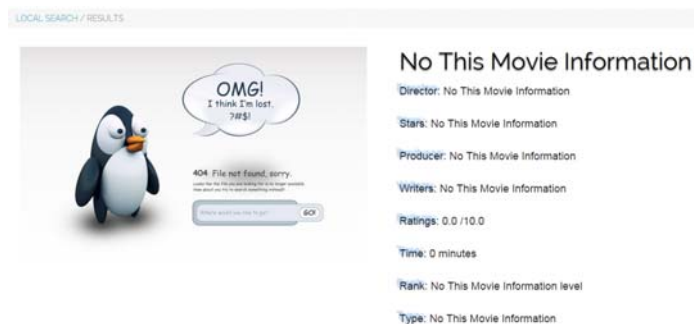 LOCAL SEARCH / RESULTS
OMG!
I think I'm lost.
?#$!
404 File not found, sorry.
GO!
No This Movie Information
Director: No This Movie Information
Stars: No This Movie Information
Producer: No This Movie Information
Writers: No This Movie Information
Ratings: 0.0 /10.0
Time: 0 minutes
Rank: No This Movie Information level
Type: No This Movie Information